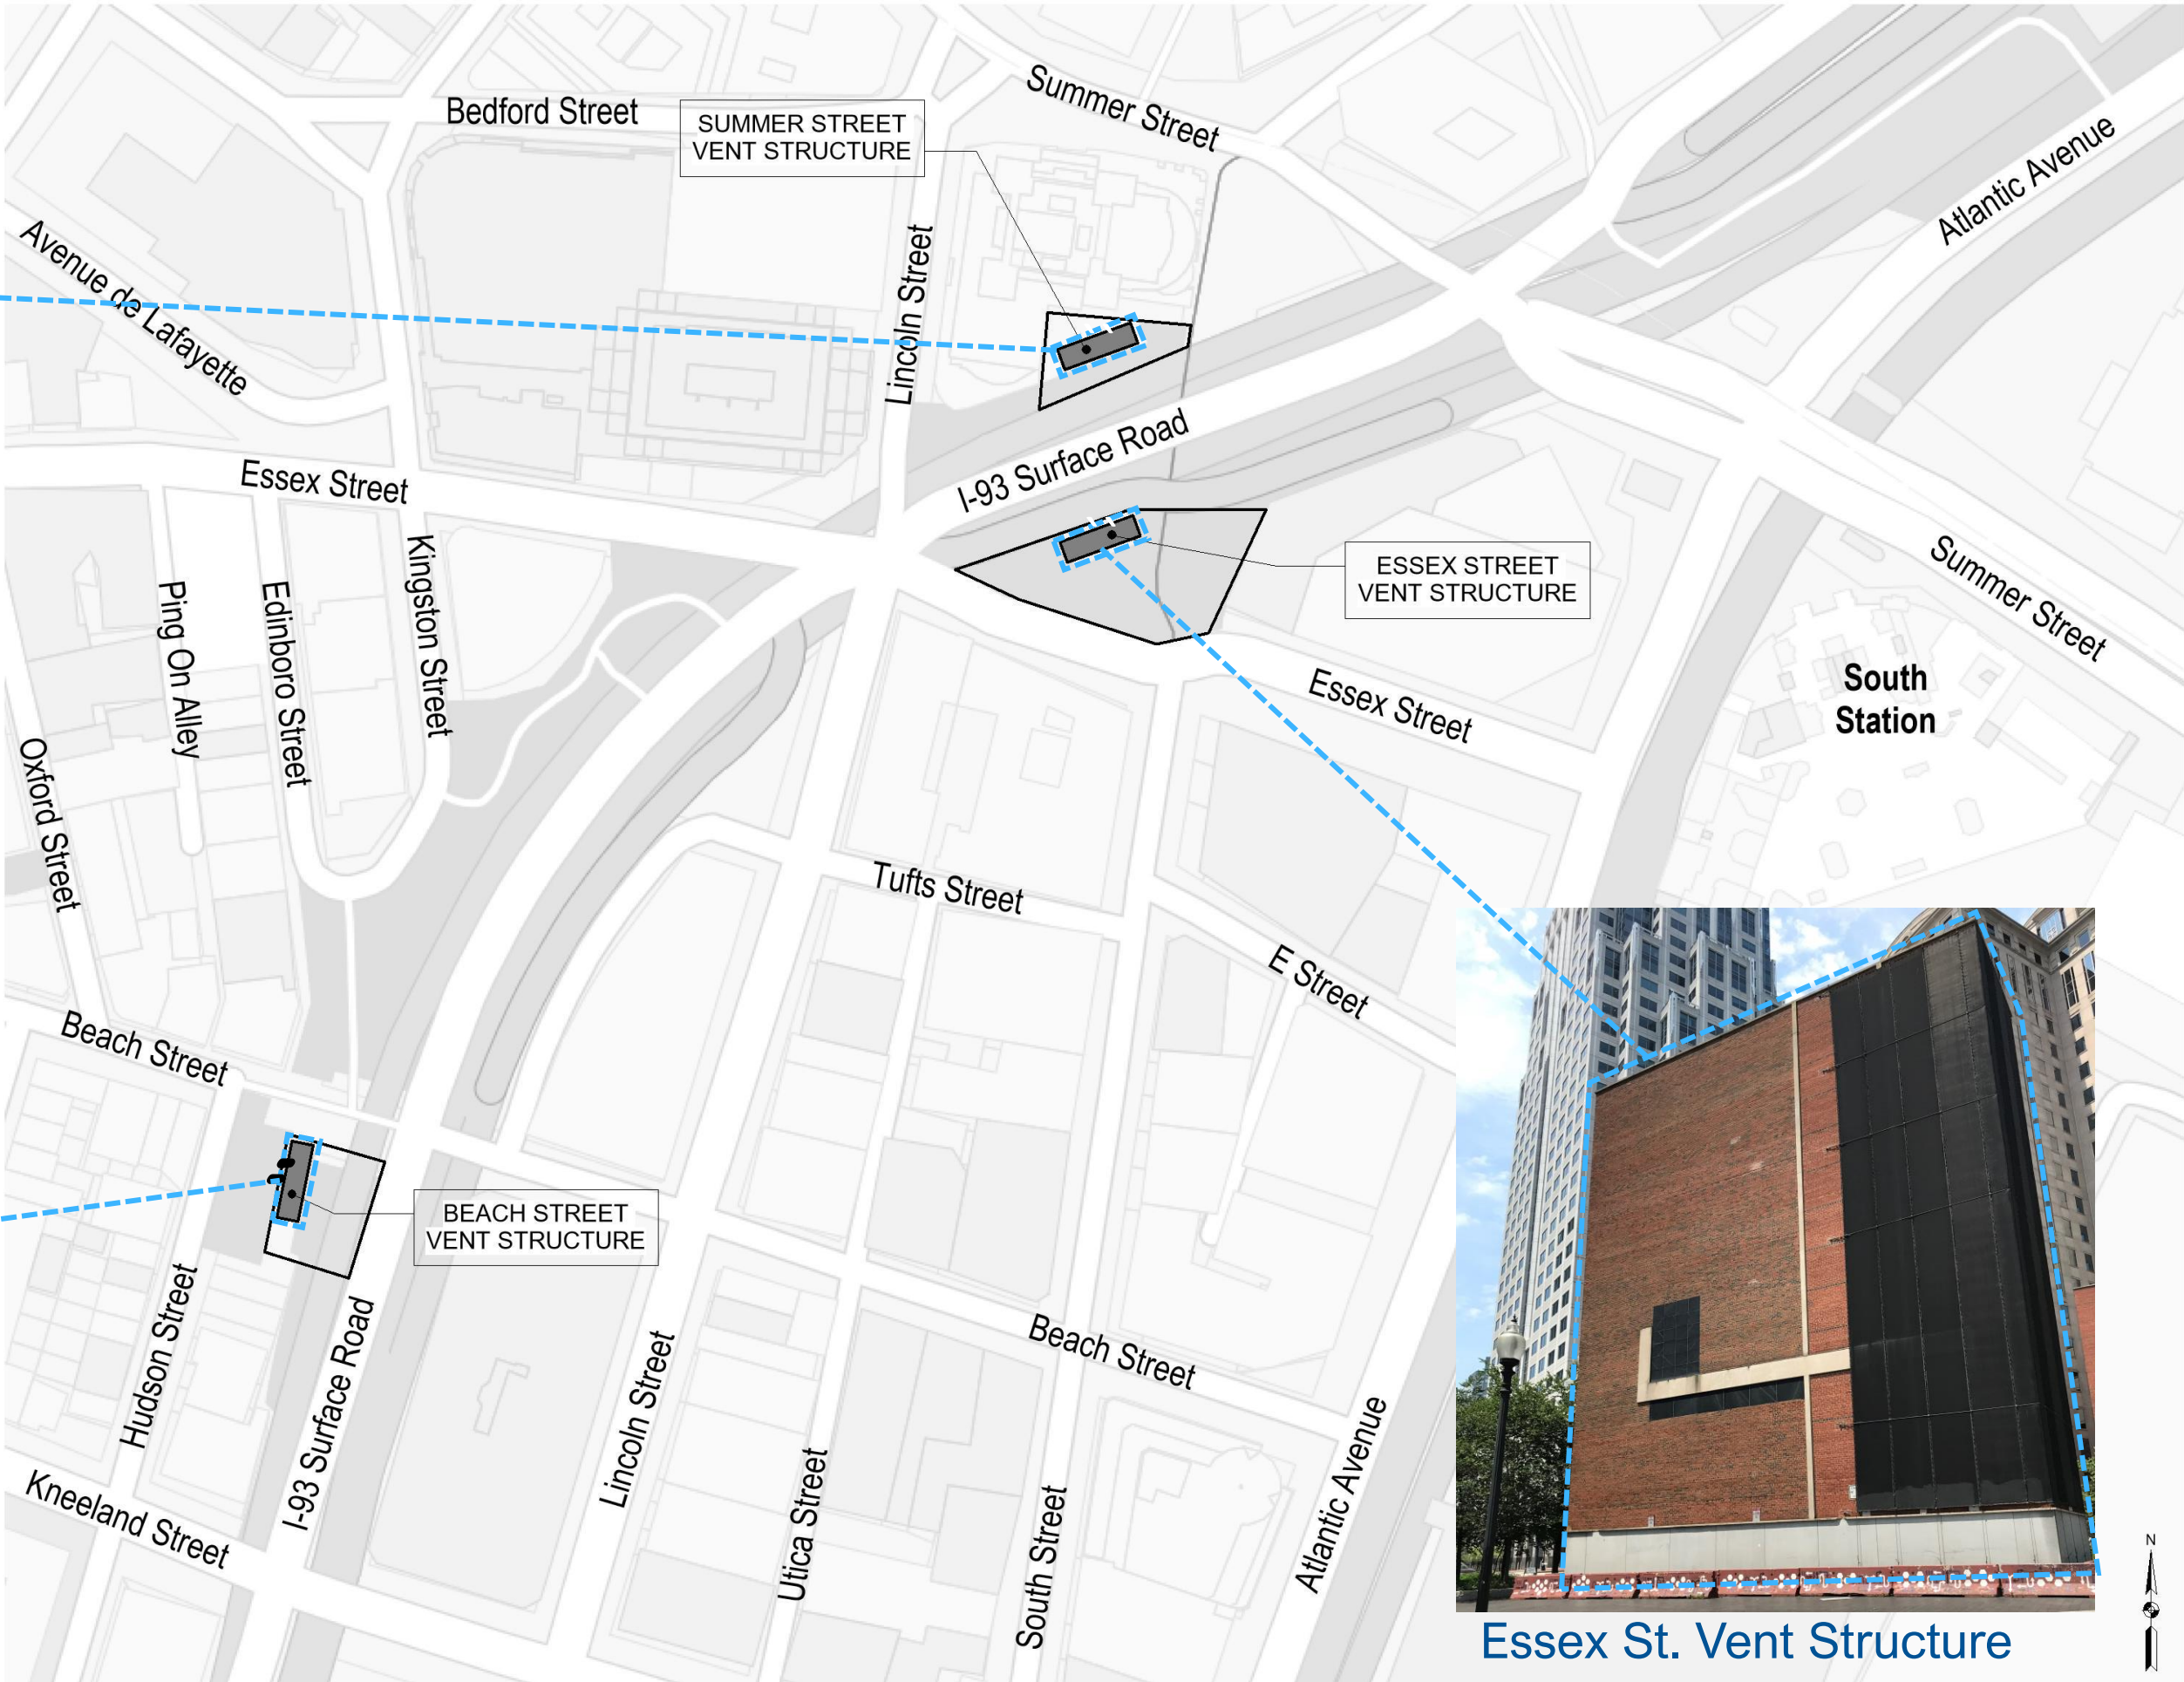 Bedford Street
SUMMER STREET
VENT STRUCTURE
Summer Street
Atlantic Avenue
Avenue de Lafayette
Lincoln Street
I-93 Surface Road
Essex Street
ESSEX STREET
VENT STRUCTURE
Summer Street
Ping On Alley
Edinboro Street
Kingston Street
Essex Street
South
Station
Oxford Street
Tufts Street
E Street
Beach Street
BEACH STREET
VENT STRUCTURE
Hudson Street
I-93 Surface Road
Beach Street
Lincoln Street
Kneeland Street
Utica Street
South Street
Atlantic Avenue
N
Essex St. Vent Structure